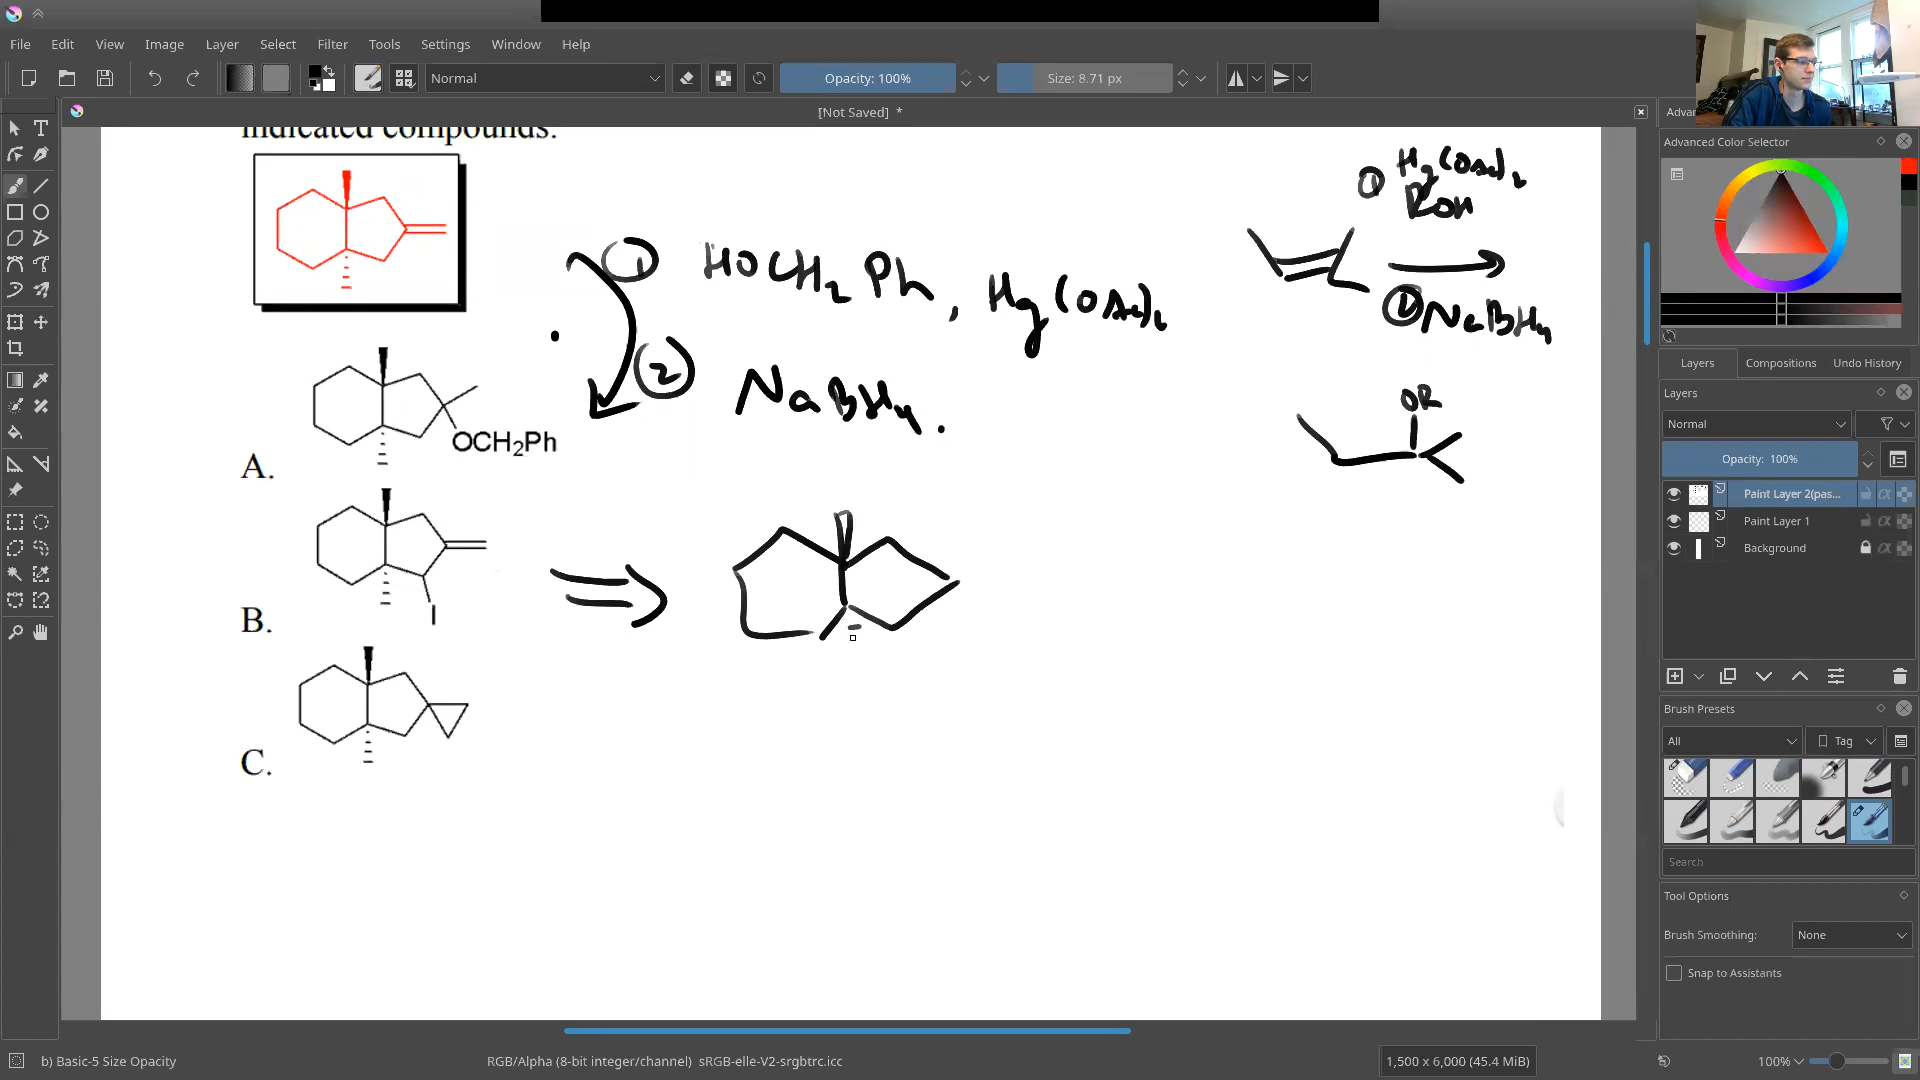 File Edit View Image Layer Select Filter Tools Settings Window Help
Normal
Opacity: 100%
Size: 8.71 px
[Not Saved] *
indicated compounds:
① Hg(OAc)2
ROH
② NaBH4
OR
① HOCH2Ph, Hg(OAc)2
② NaBH4.
OCH2Ph
A.
I
B.
C.
Advan
Advanced Color Selector
Layers Compositions Undo History
Layers
Normal
Opacity: 100%
Paint Layer 2(pas...
Paint Layer 1
Background
Brush Presets
All
Tag
Search
Tool Options
Brush Smoothing: None
Snap to Assistants
b) Basic-5 Size Opacity
RGB/Alpha (8-bit integer/channel) sRGB-elle-V2-srgbtrc.icc
1,500 x 6,000 (45.4 MiB)
100%